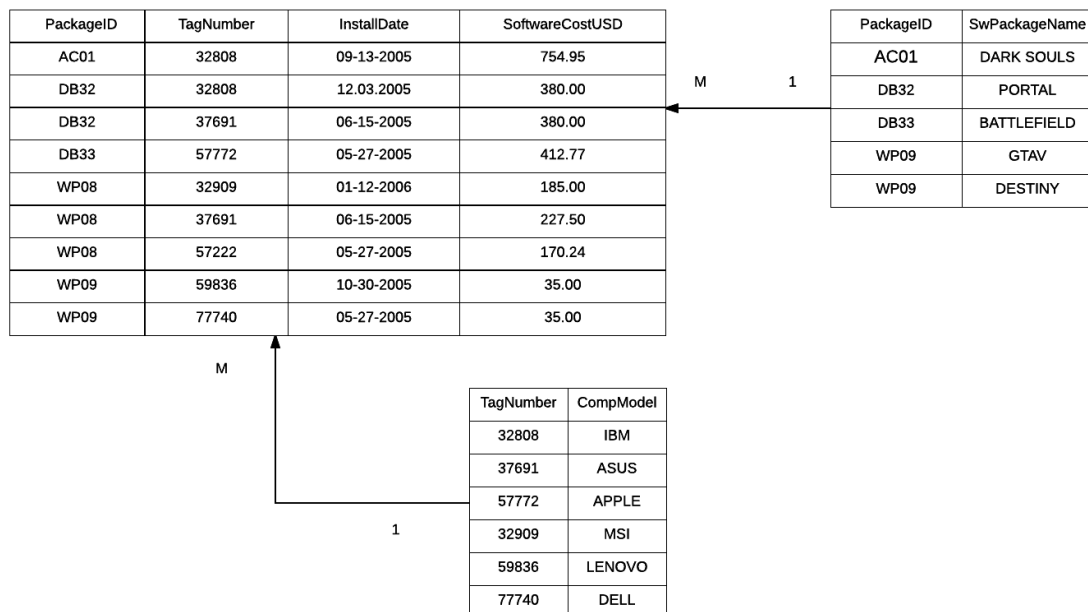 PackageID TagNumber InstallDate SoftwareCostUSD
AC01 32808 09-13-2005 754.95
DB32 32808 12.03.2005 380.00
DB32 37691 06-15-2005 380.00
DB33 57772 05-27-2005 412.77
WP08 32909 01-12-2006 185.00
WP08 37691 06-15-2005 227.50
WP08 57222 05-27-2005 170.24
WP09 59836 10-30-2005 35.00
WP09 77740 05-27-2005 35.00
M 1
PackageID SwPackageName
AC01 DARK SOULS
DB32 PORTAL
DB33 BATTLEFIELD
WP09 GTAV
WP09 DESTINY
M
1
TagNumber CompModel
32808 IBM
37691 ASUS
57772 APPLE
32909 MSI
59836 LENOVO
77740 DELL